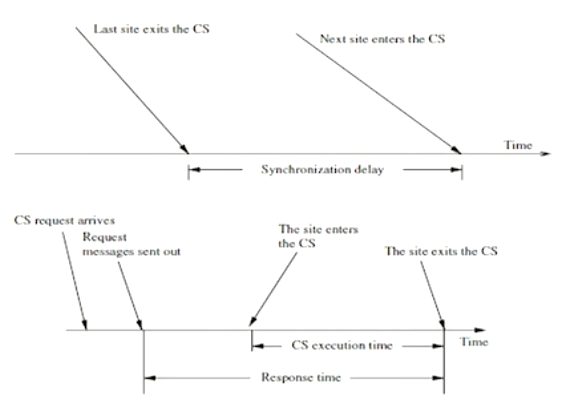 Last site exits the CS
Next site enters the CS
Time
Synchronization delay
CS request arrives
Request
messages sent out
The site enters
the CS
The site exits the CS
CS execution time
Time
Response time